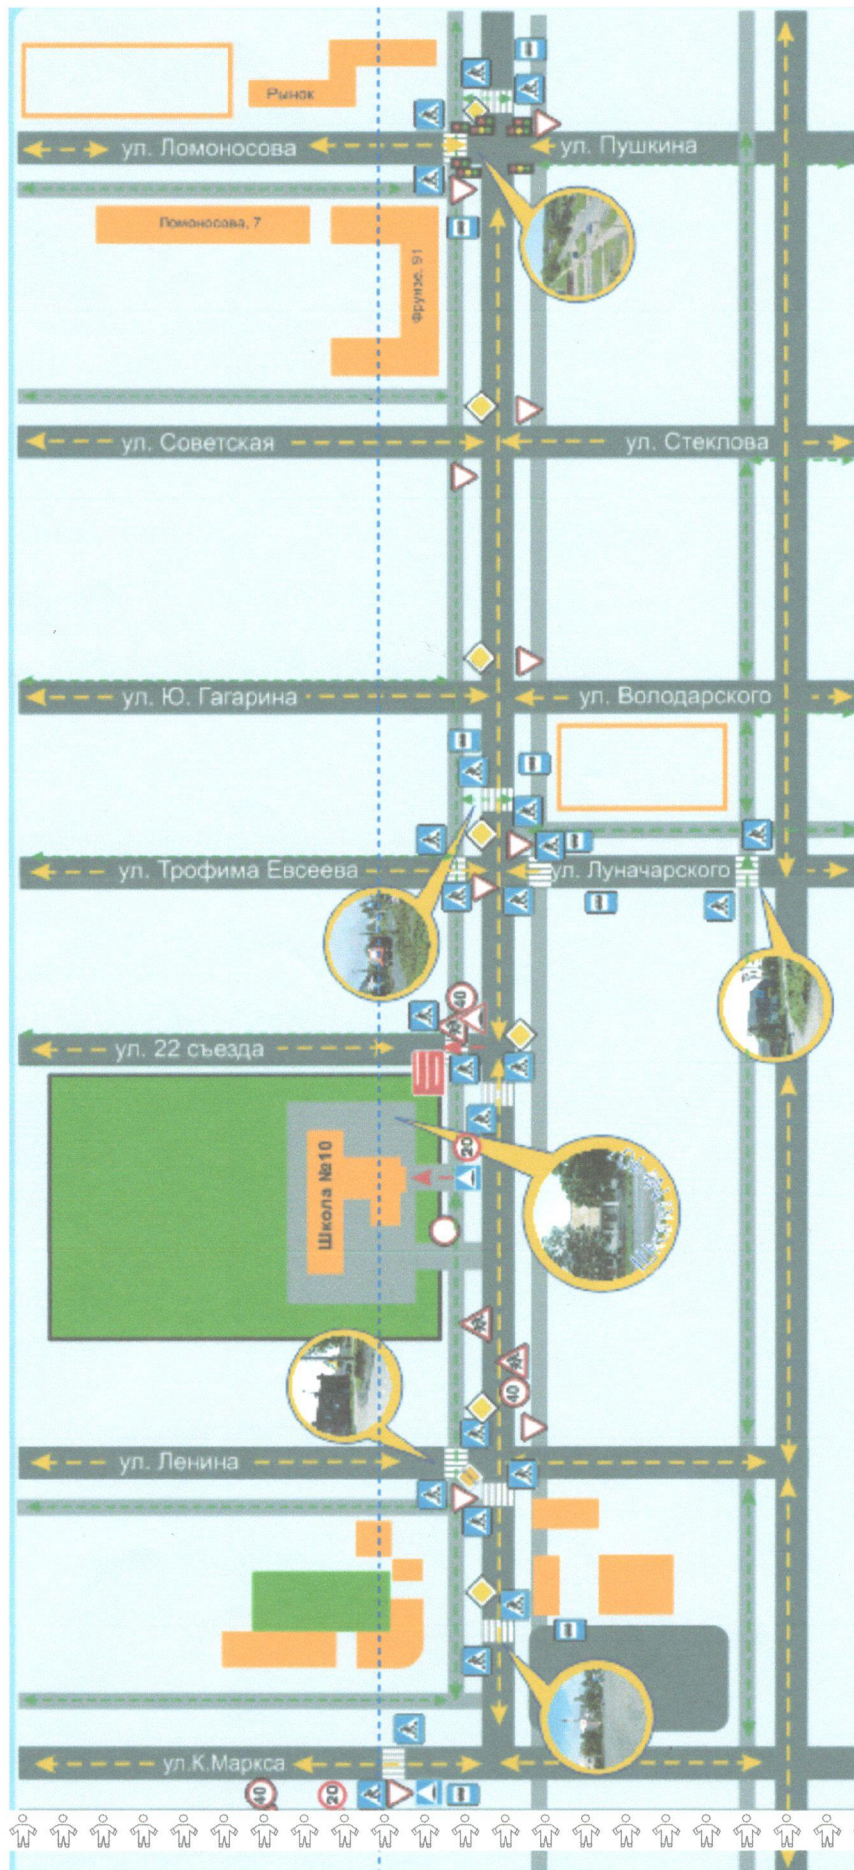 Рынок
ул. Ломоносова
ул. Пушкина
Ломоносова, 7
Фрунзе, 91
ул. Советская
ул. Стеклова
ул. Ю. Гагарина
ул. Володарского
ул. Трофима Евсеева
ул. Луначарского
40
ул. 22 съезда
20
Школа №10
40
ул. Ленина
ул.К.Маркса
40
20